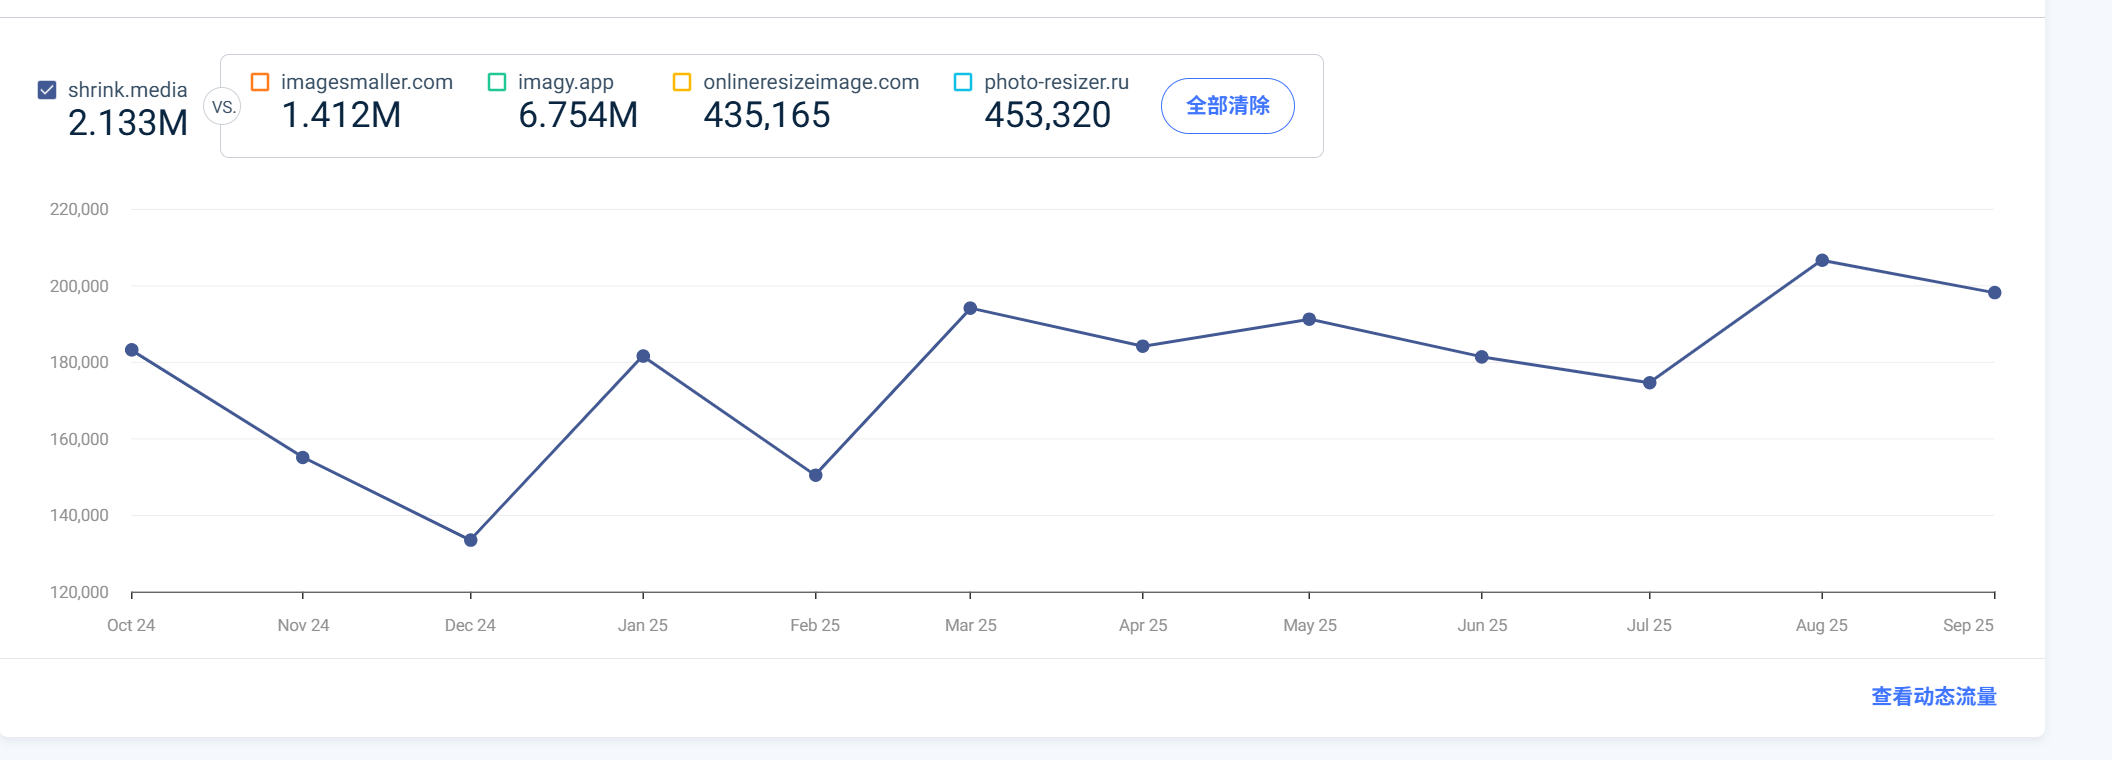 shrink.media
2.133M
VS.
imagesmaller.com
1.412M
imagy.app
6.754M
onlineresizeimage.com
435,165
photo-resizer.ru
453,320
全部清除
220,000
200,000
180,000
160,000
140,000
120,000
Oct 24 Nov 24 Dec 24 Jan 25 Feb 25 Mar 25 Apr 25 May 25 Jun 25 Jul 25 Aug 25 Sep 25
查看动态流量